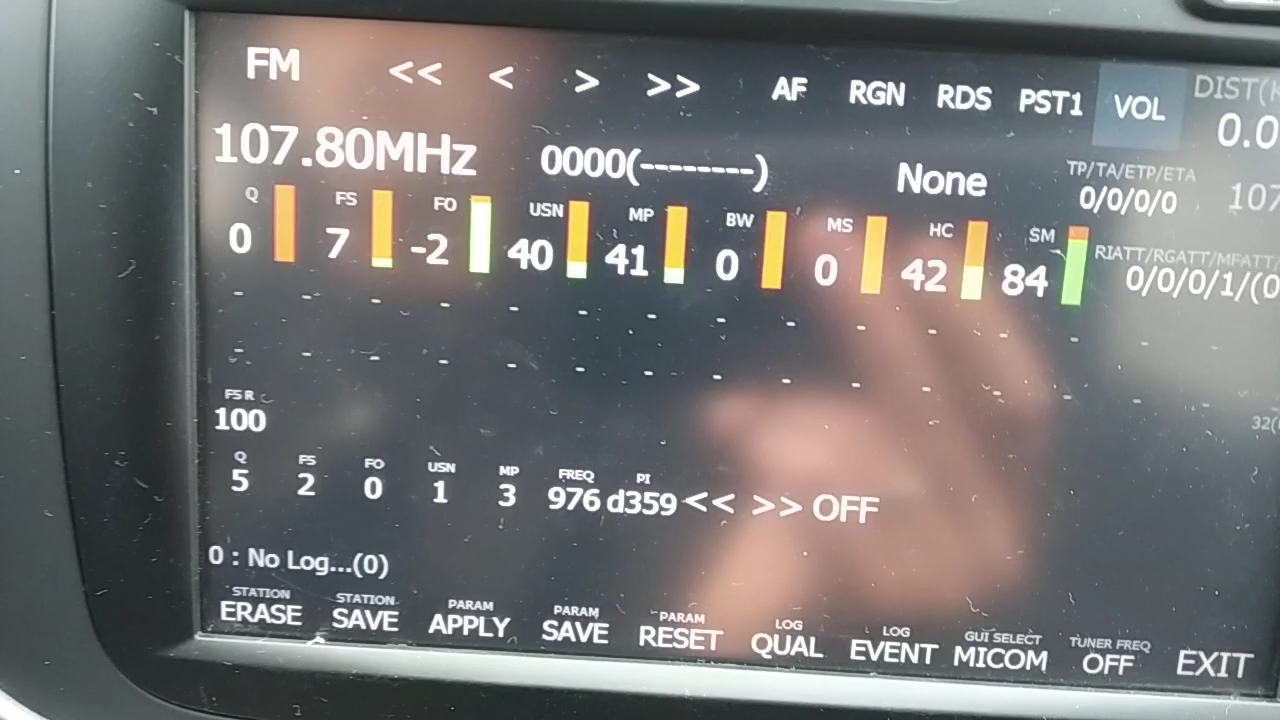 FM << < > >> AF RGN RDS PST1 VOL DIST(K
107.80MHz 0000(--------) None 0.0
TP/TA/ETP/ETA
0/0/0/0 107
Q FS FO USN MP BW MS HC SM RIATT/RGATT/MFATT/
0 7 -2 40 41 0 0 42 84 0/0/0/1/(0
- - - - - - - - - - - - - - -
- - - - - - - - - - - - - -
FS R
100
Q FS FO USN MP FREQ PI
5 2 0 1 3 976 d359 << >> OFF
0 : No Log...(0)
STATION STATION PARAM PARAM PARAM LOG LOG GUI SELECT TUNER FREQ
ERASE SAVE APPLY SAVE RESET QUAL EVENT MICOM OFF EXIT